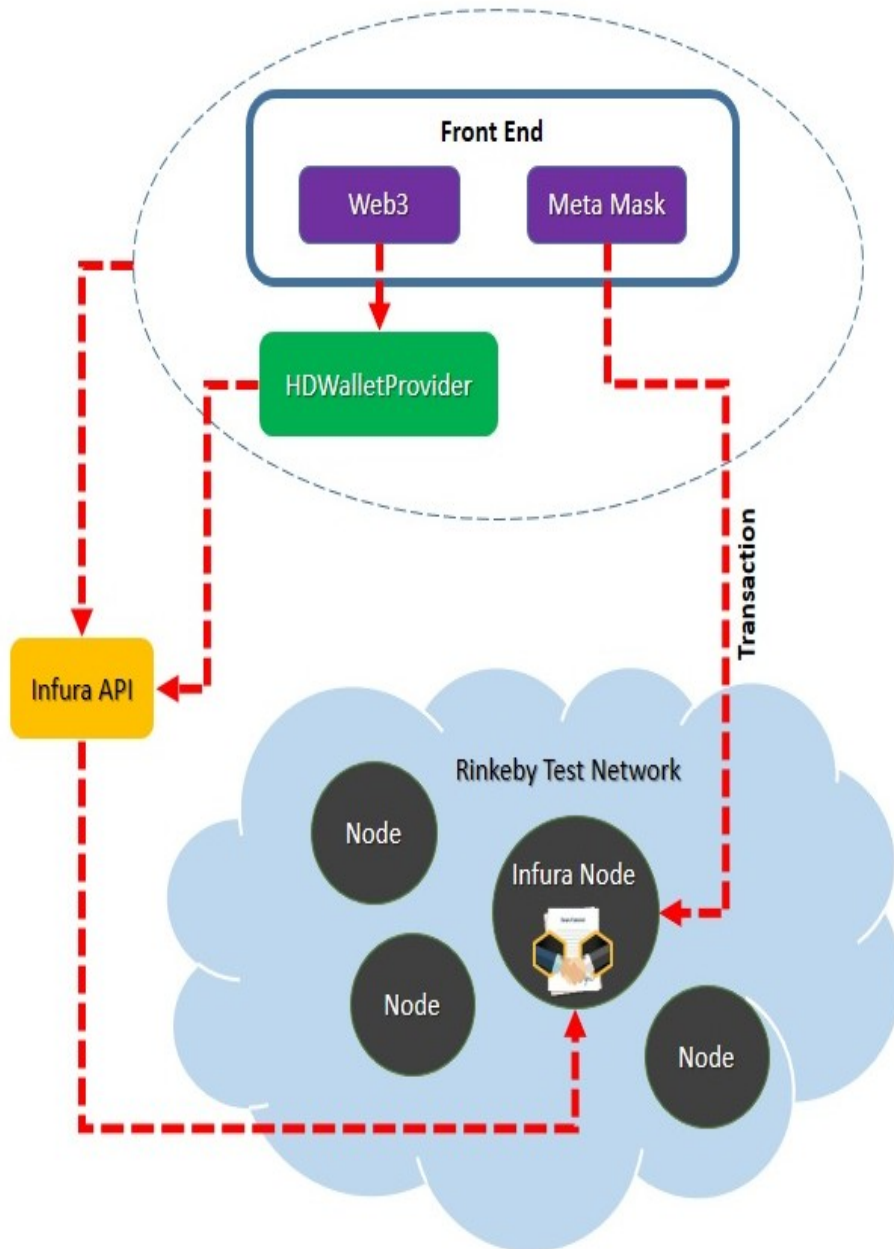 Front End
Web3
Meta Mask
HDWalletProvider
Transaction
Infura API
Rinkeby Test Network
Node
Infura Node
Node
Node